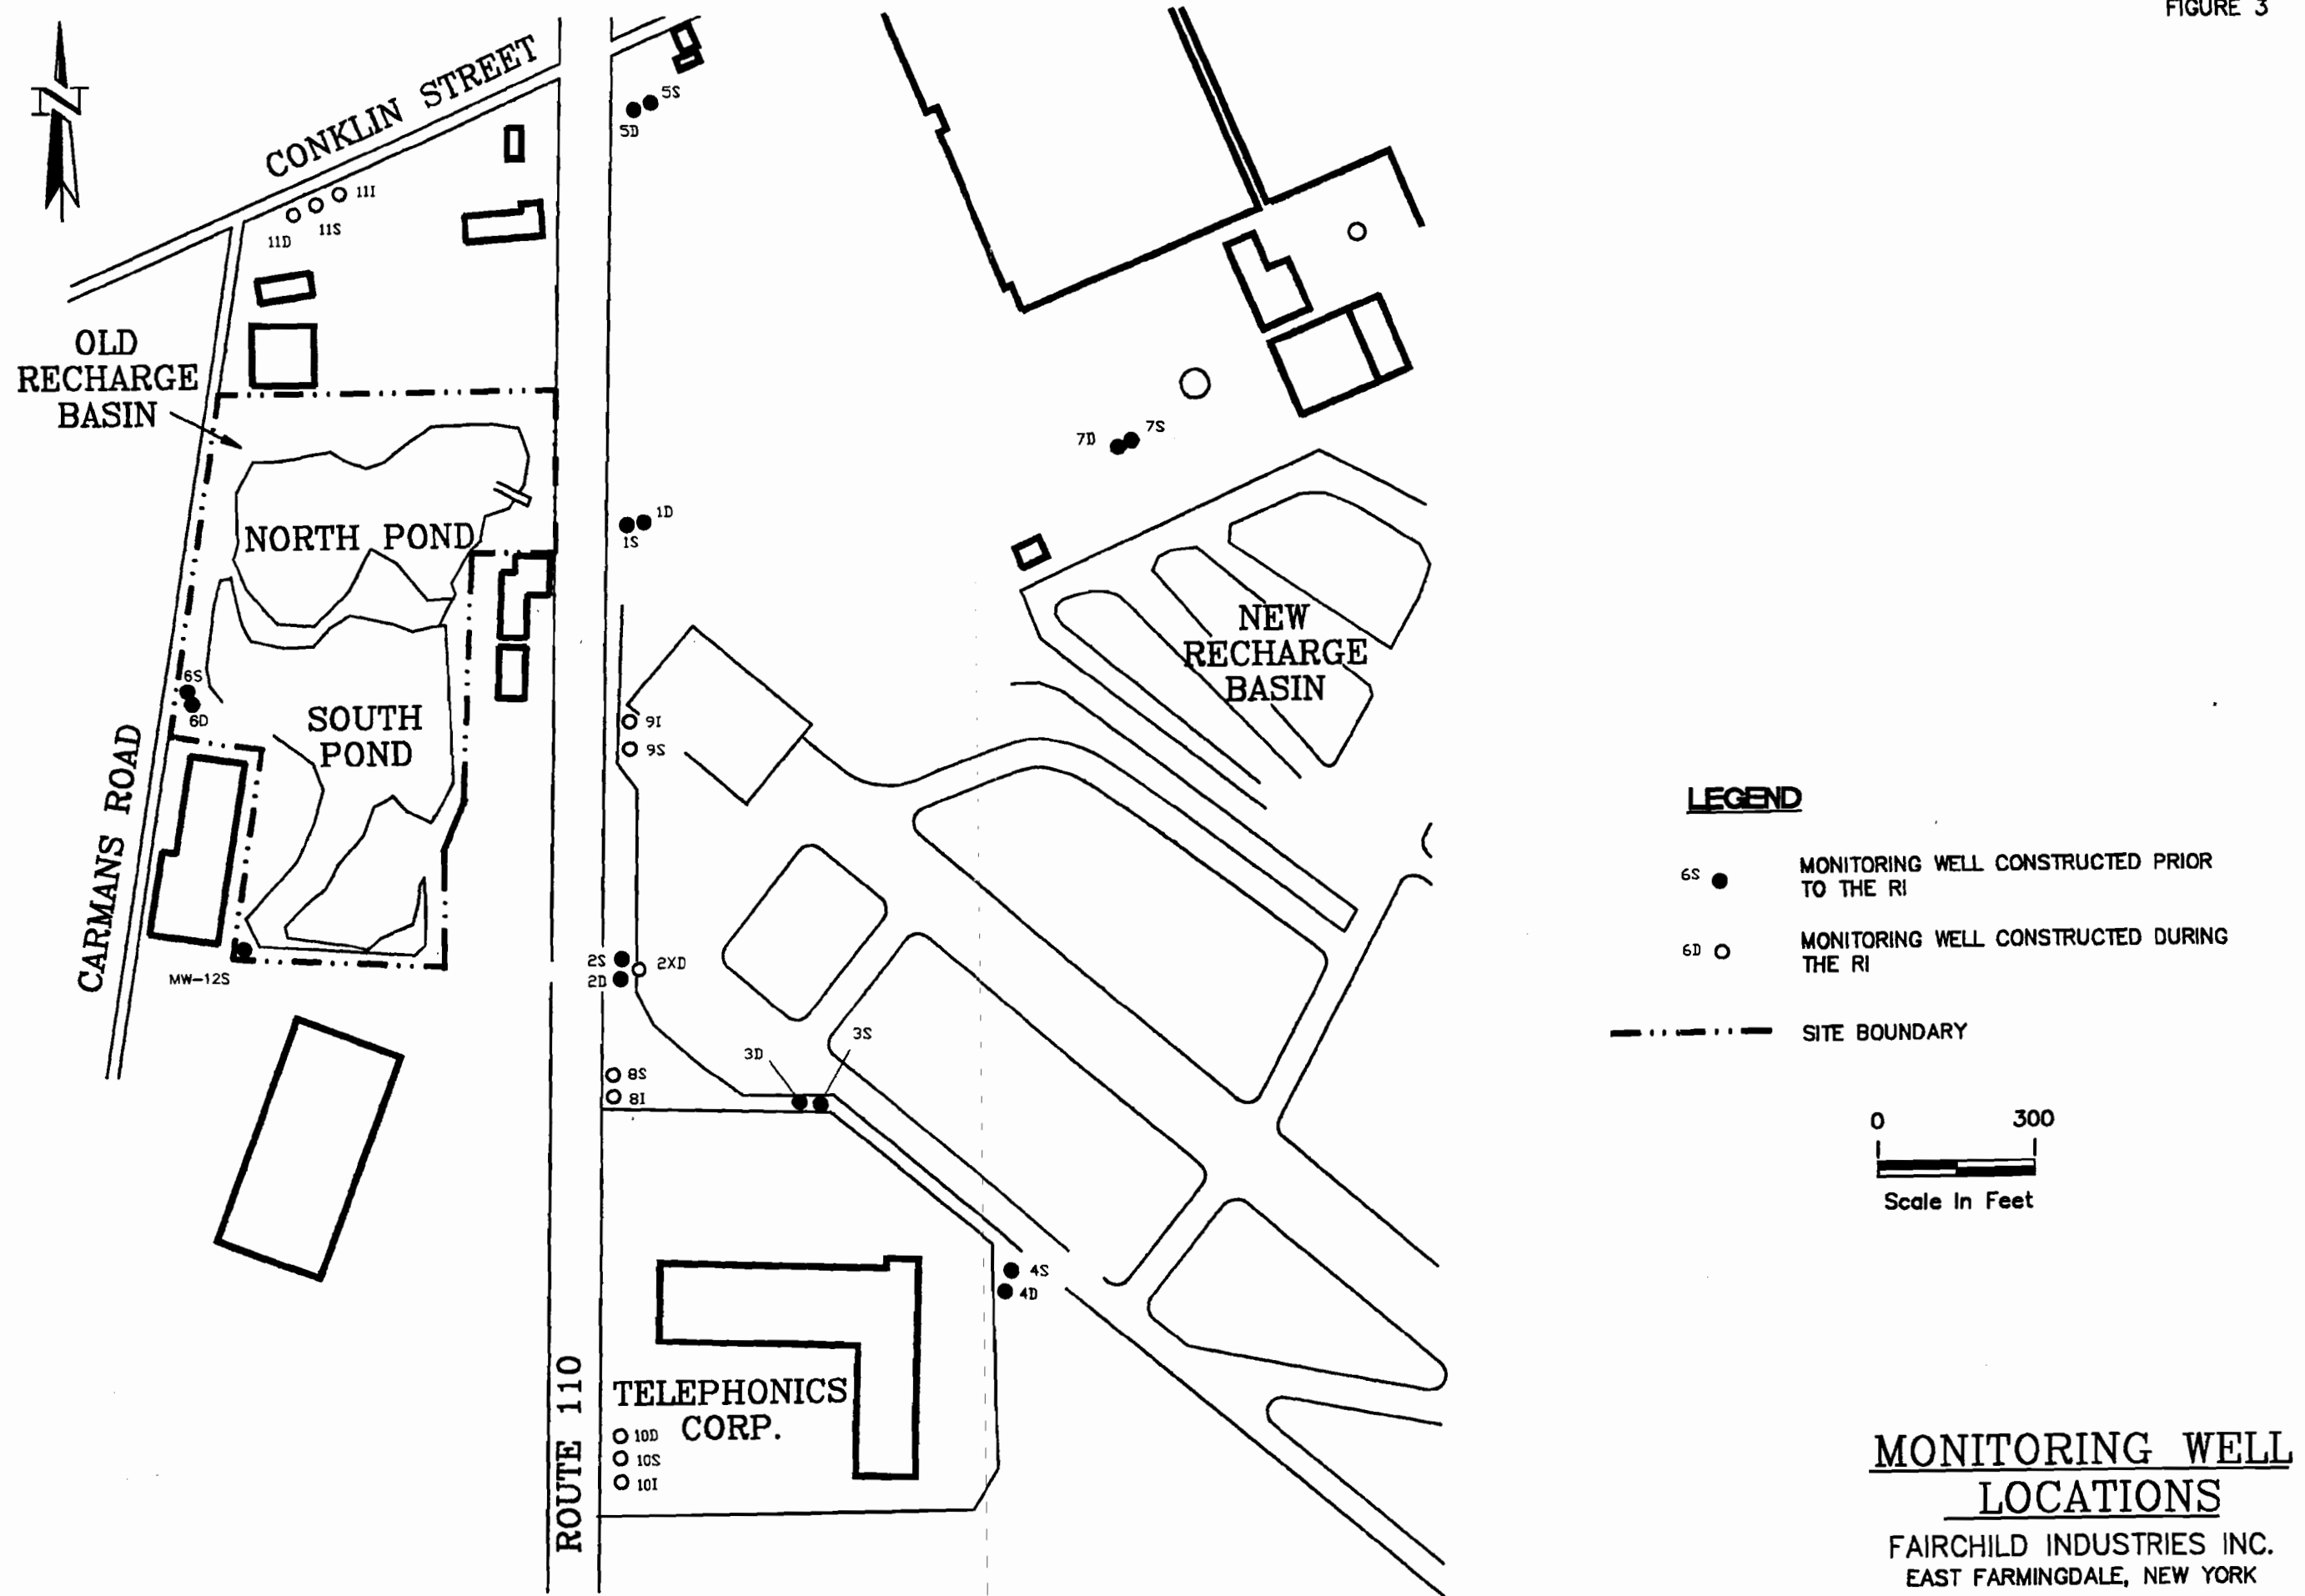 FIGURE 3
N
CONKLIN STREET
5S
5D
11I
11S
11D
OLD
RECHARGE
BASIN
7S
7D
NORTH POND
1D
1S
NEW
RECHARGE
BASIN
6S
6D
SOUTH
POND
9I
9S
CARMANS ROAD
MW-12S
2S
2XD
2D
3S
3D
8S
8I
4S
4D
ROUTE 110
TELEPHONICS
CORP.
10D
10S
10I
LEGEND
6S
MONITORING WELL CONSTRUCTED PRIOR
TO THE RI
6D
MONITORING WELL CONSTRUCTED DURING
THE RI
SITE BOUNDARY
0 300
Scale In Feet
MONITORING WELL
LOCATIONS
FAIRCHILD INDUSTRIES INC.
EAST FARMINGDALE, NEW YORK